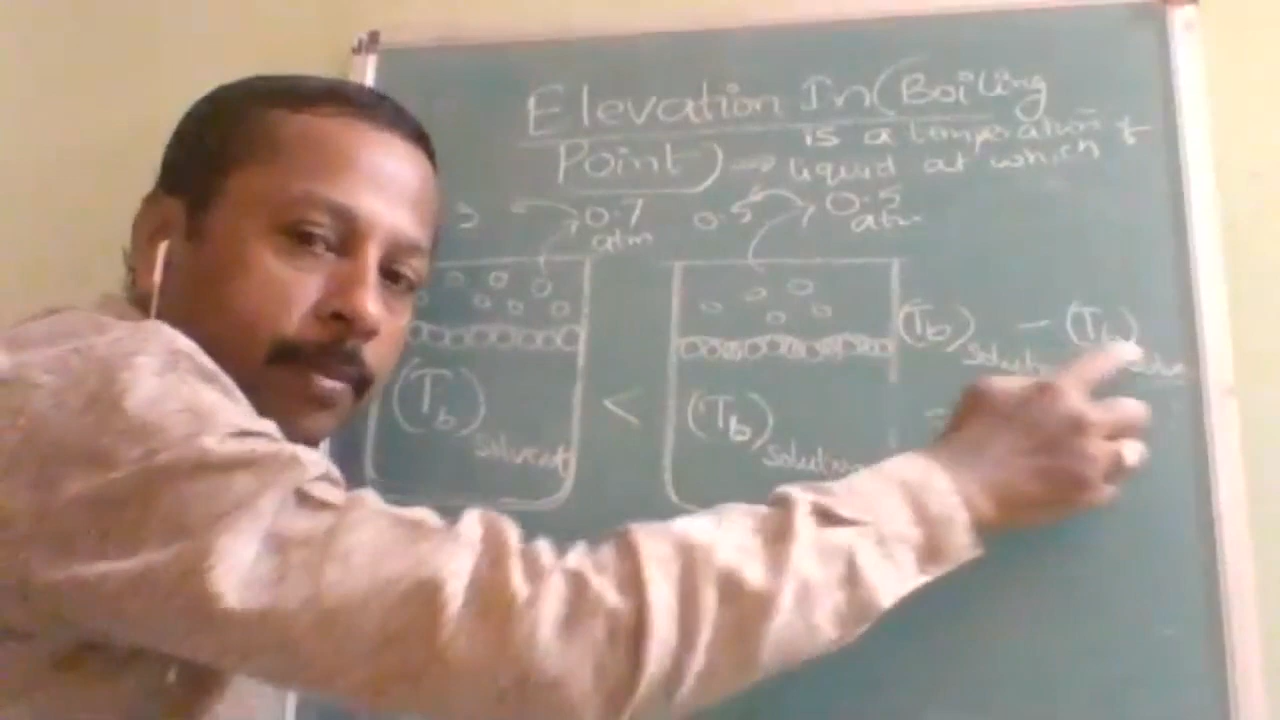 Elevation In (Boiling
Point) → is a temperature of
liquid at which
0.7 0.5 0.5
atm atm
(Tb) - (Tb)
solution
(Tb) < (Tb)
solvent solution
=